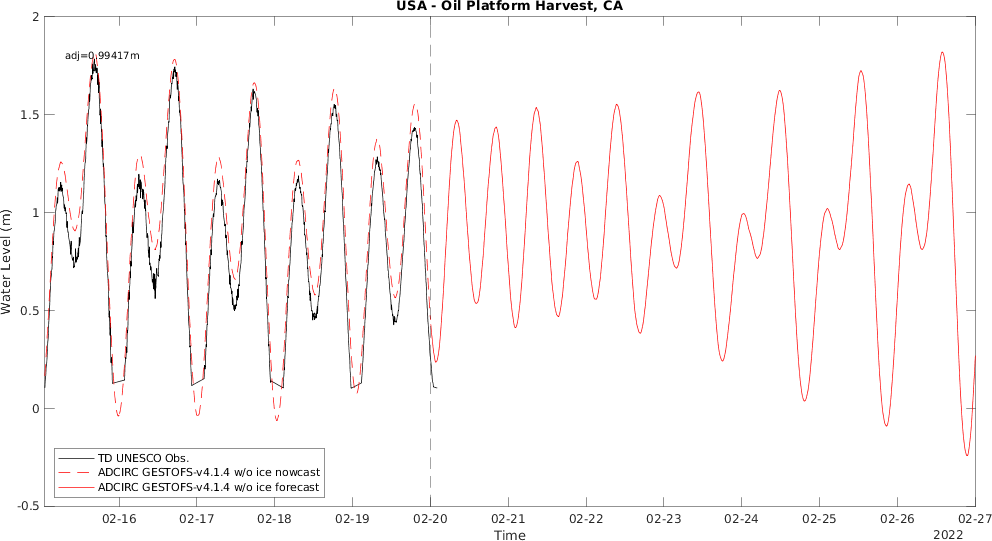 USA - Oil Platform Harvest, CA
adj=0.99417m
2
1.5
1
0.5
0
-0.5
Water Level (m)
TD UNESCO Obs.
ADCIRC GESTOFS-v4.1.4 w/o ice nowcast
ADCIRC GESTOFS-v4.1.4 w/o ice forecast
02-16 02-17 02-18 02-19 02-20 02-21 02-22 02-23 02-24 02-25 02-26 02-27
Time
2022